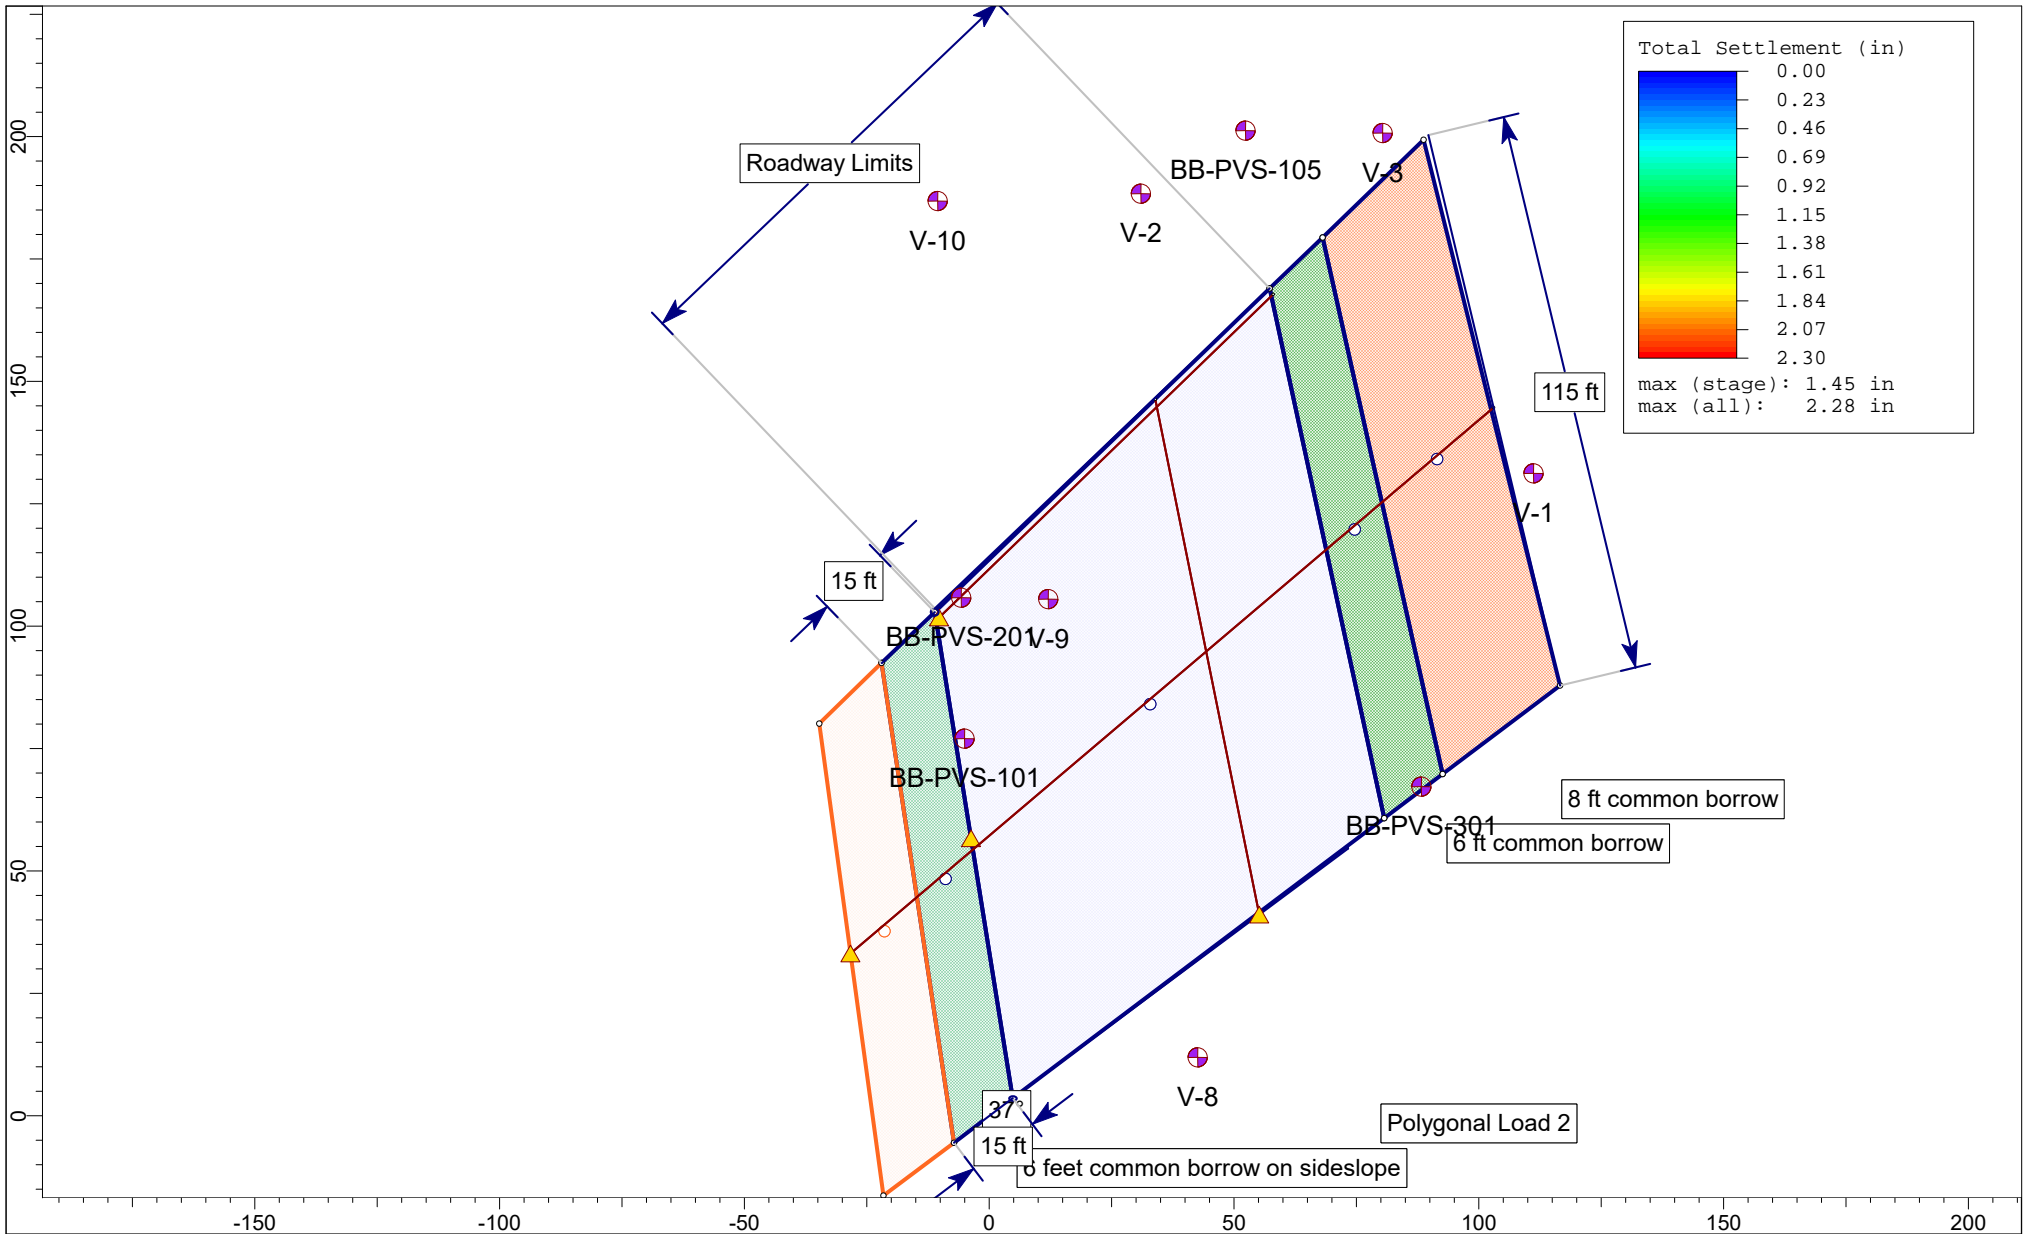 Total Settlement (in)
0.00
0.23
0.46
0.69
0.92
1.15
1.38
1.61
1.84
2.07
2.30
max (stage): 1.45 in
max (all): 2.28 in
Roadway Limits
BB-PVS-105
V-3
V-10
V-2
115 ft
V-1
15 ft
BB-PVS-201
V-9
BB-PVS-101
8 ft common borrow
BB-PVS-301
6 ft common borrow
V-8
37°
Polygonal Load 2
15 ft
6 feet common borrow on sideslope
200
150
100
50
0
-150
-100
-50
0
50
100
150
200